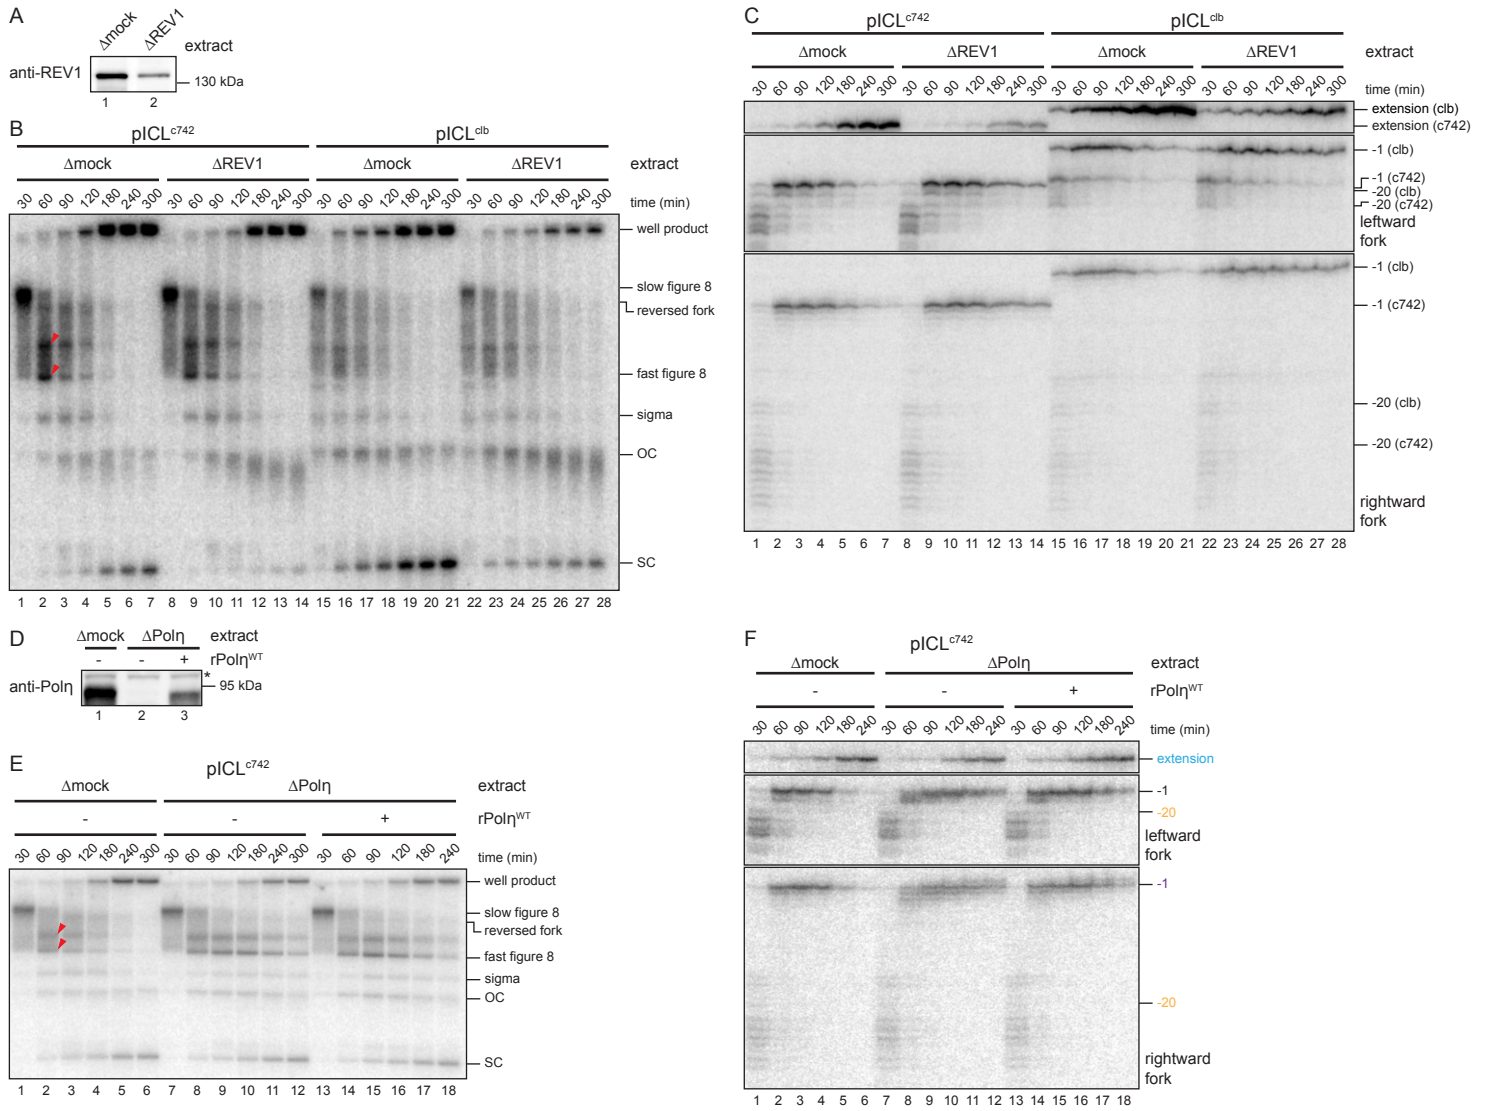 A
Δmock ΔREV1 extract
anti-REV1
130 kDa
1 2
B
pICL^c742 pICL^clb
Δmock ΔREV1 Δmock ΔREV1 extract
30 60 90 120 180 240 300 30 60 90 120 180 240 300 30 60 90 120 180 240 300 30 60 90 120 180 240 300 time (min)
well product
slow figure 8
reversed fork
fast figure 8
sigma
OC
SC
1 2 3 4 5 6 7 8 9 10 11 12 13 14 15 16 17 18 19 20 21 22 23 24 25 26 27 28
C
pICL^c742 pICL^clb
Δmock ΔREV1 Δmock ΔREV1 extract
30 60 90 120 180 240 300 30 60 90 120 180 240 300 30 60 90 120 180 240 300 30 60 90 120 180 240 300 time (min)
extension (clb)
extension (c742)
-1 (clb)
-1 (c742)
-20 (clb)
-20 (c742)
leftward
fork
-1 (clb)
-1 (c742)
-20 (clb)
-20 (c742)
rightward
fork
1 2 3 4 5 6 7 8 9 10 11 12 13 14 15 16 17 18 19 20 21 22 23 24 25 26 27 28
D
Δmock ΔPolη extract
- - + rPolη^WT
anti-Polη
*
95 kDa
1 2 3
E
pICL^c742
Δmock ΔPolη extract
- - + rPolη^WT
30 60 90 120 240 300 30 60 90 120 240 300 30 60 90 120 180 240 time (min)
well product
slow figure 8
reversed fork
fast figure 8
sigma
OC
SC
1 2 3 4 5 6 7 8 9 10 11 12 13 14 15 16 17 18
F
pICL^c742
Δmock ΔPolη extract
- - + rPolη^WT
30 60 90 120 180 240 30 60 90 120 180 240 30 60 90 120 180 240 time (min)
extension
-1
-20
leftward
fork
-1
-20
rightward
fork
1 2 3 4 5 6 7 8 9 10 11 12 13 14 15 16 17 18